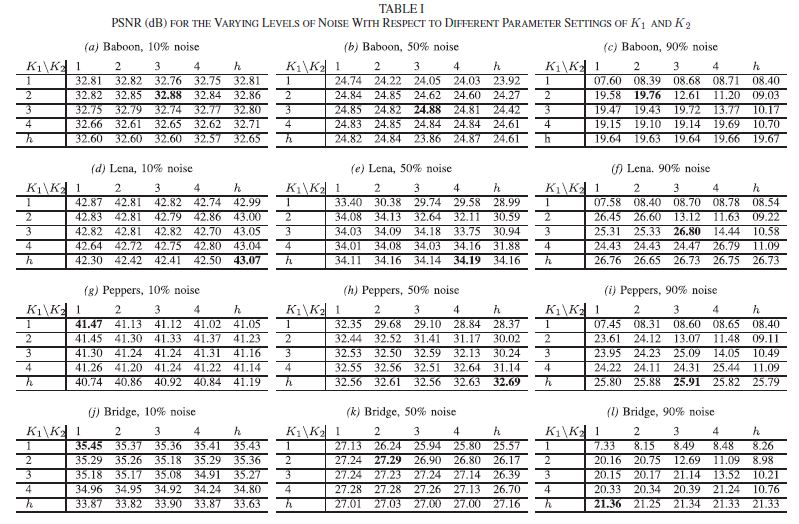 TABLE I
PSNR (dB) FOR THE VARYING LEVELS OF NOISE WITH RESPECT TO DIFFERENT PARAMETER SETTINGS OF K1 AND K2
(a) Baboon, 10% noise
K1\K2 1 2 3 4 h
1 32.81 32.82 32.76 32.75 32.81
2 32.82 32.85 32.88 32.84 32.86
3 32.75 32.79 32.74 32.77 32.80
4 32.66 32.61 32.65 32.62 32.71
h 32.60 32.60 32.60 32.57 32.65
(b) Baboon, 50% noise
K1\K2 1 2 3 4 h
1 24.74 24.22 24.05 24.03 23.92
2 24.84 24.85 24.62 24.60 24.27
3 24.85 24.82 24.88 24.81 24.42
4 24.83 24.85 24.84 24.84 24.61
h 24.82 24.84 23.86 24.87 24.61
(c) Baboon, 90% noise
K1\K2 1 2 3 4 h
1 07.60 08.39 08.68 08.71 08.40
2 19.58 19.76 12.61 11.20 09.03
3 19.47 19.43 19.72 13.77 10.17
4 19.15 19.10 19.14 19.69 10.70
h 19.64 19.63 19.64 19.66 19.67
(d) Lena, 10% noise
K1\K2 1 2 3 4 h
1 42.87 42.81 42.82 42.74 42.99
2 42.83 42.81 42.79 42.86 43.00
3 42.82 42.81 42.82 42.70 43.05
4 42.64 42.72 42.75 42.80 43.04
h 42.30 42.42 42.41 42.50 43.07
(e) Lena, 50% noise
K1\K2 1 2 3 4 h
1 33.40 30.38 29.74 29.58 28.99
2 34.08 34.13 32.64 32.11 30.59
3 34.03 34.09 34.18 33.75 30.94
4 34.01 34.08 34.03 34.16 31.88
h 34.11 34.16 34.14 34.19 34.16
(f) Lena. 90% noise
K1\K2 1 2 3 4 h
1 07.58 08.40 08.70 08.78 08.54
2 26.45 26.60 13.12 11.63 09.22
3 25.31 25.33 26.80 14.44 10.58
4 24.43 24.43 24.47 26.79 11.09
h 26.76 26.65 26.73 26.75 26.73
(g) Peppers, 10% noise
K1\K2 1 2 3 4 h
1 41.47 41.13 41.12 41.02 41.05
2 41.45 41.30 41.33 41.37 41.23
3 41.30 41.24 41.24 41.31 41.16
4 41.26 41.20 41.24 41.22 41.14
h 40.74 40.86 40.92 40.84 41.19
(h) Peppers, 50% noise
K1\K2 1 2 3 4 h
1 32.35 29.68 29.10 28.84 28.37
2 32.44 32.52 31.41 31.17 30.02
3 32.53 32.50 32.59 32.13 30.24
4 32.55 32.56 32.51 32.64 31.14
h 32.56 32.61 32.56 32.63 32.69
(i) Peppers, 90% noise
K1\K2 1 2 3 4 h
1 07.45 08.31 08.60 08.65 08.40
2 23.61 24.12 13.07 11.48 09.11
3 23.95 24.23 25.09 14.05 10.49
4 24.22 24.11 24.31 25.44 11.09
h 25.80 25.88 25.91 25.82 25.79
(j) Bridge, 10% noise
K1\K2 1 2 3 4 h
1 35.45 35.37 35.36 35.41 35.43
2 35.29 35.26 35.18 35.29 35.36
3 35.18 35.17 35.08 34.91 35.27
4 34.96 34.95 34.92 34.24 34.80
h 33.87 33.82 33.90 33.87 33.63
(k) Bridge, 50% noise
K1\K2 1 2 3 4 h
1 27.13 26.24 25.94 25.80 25.57
2 27.24 27.29 26.90 26.80 26.17
3 27.24 27.23 27.24 27.14 26.39
4 27.28 27.28 27.26 27.13 26.70
h 27.01 27.03 27.00 27.00 27.16
(l) Bridge, 90% noise
K1\K2 1 2 3 4 h
1 7.33 8.15 8.49 8.48 8.26
2 20.16 20.75 12.69 11.09 8.98
3 20.15 20.17 21.14 13.52 10.21
4 20.33 20.34 20.39 21.24 10.76
h 21.36 21.25 21.34 21.33 21.33